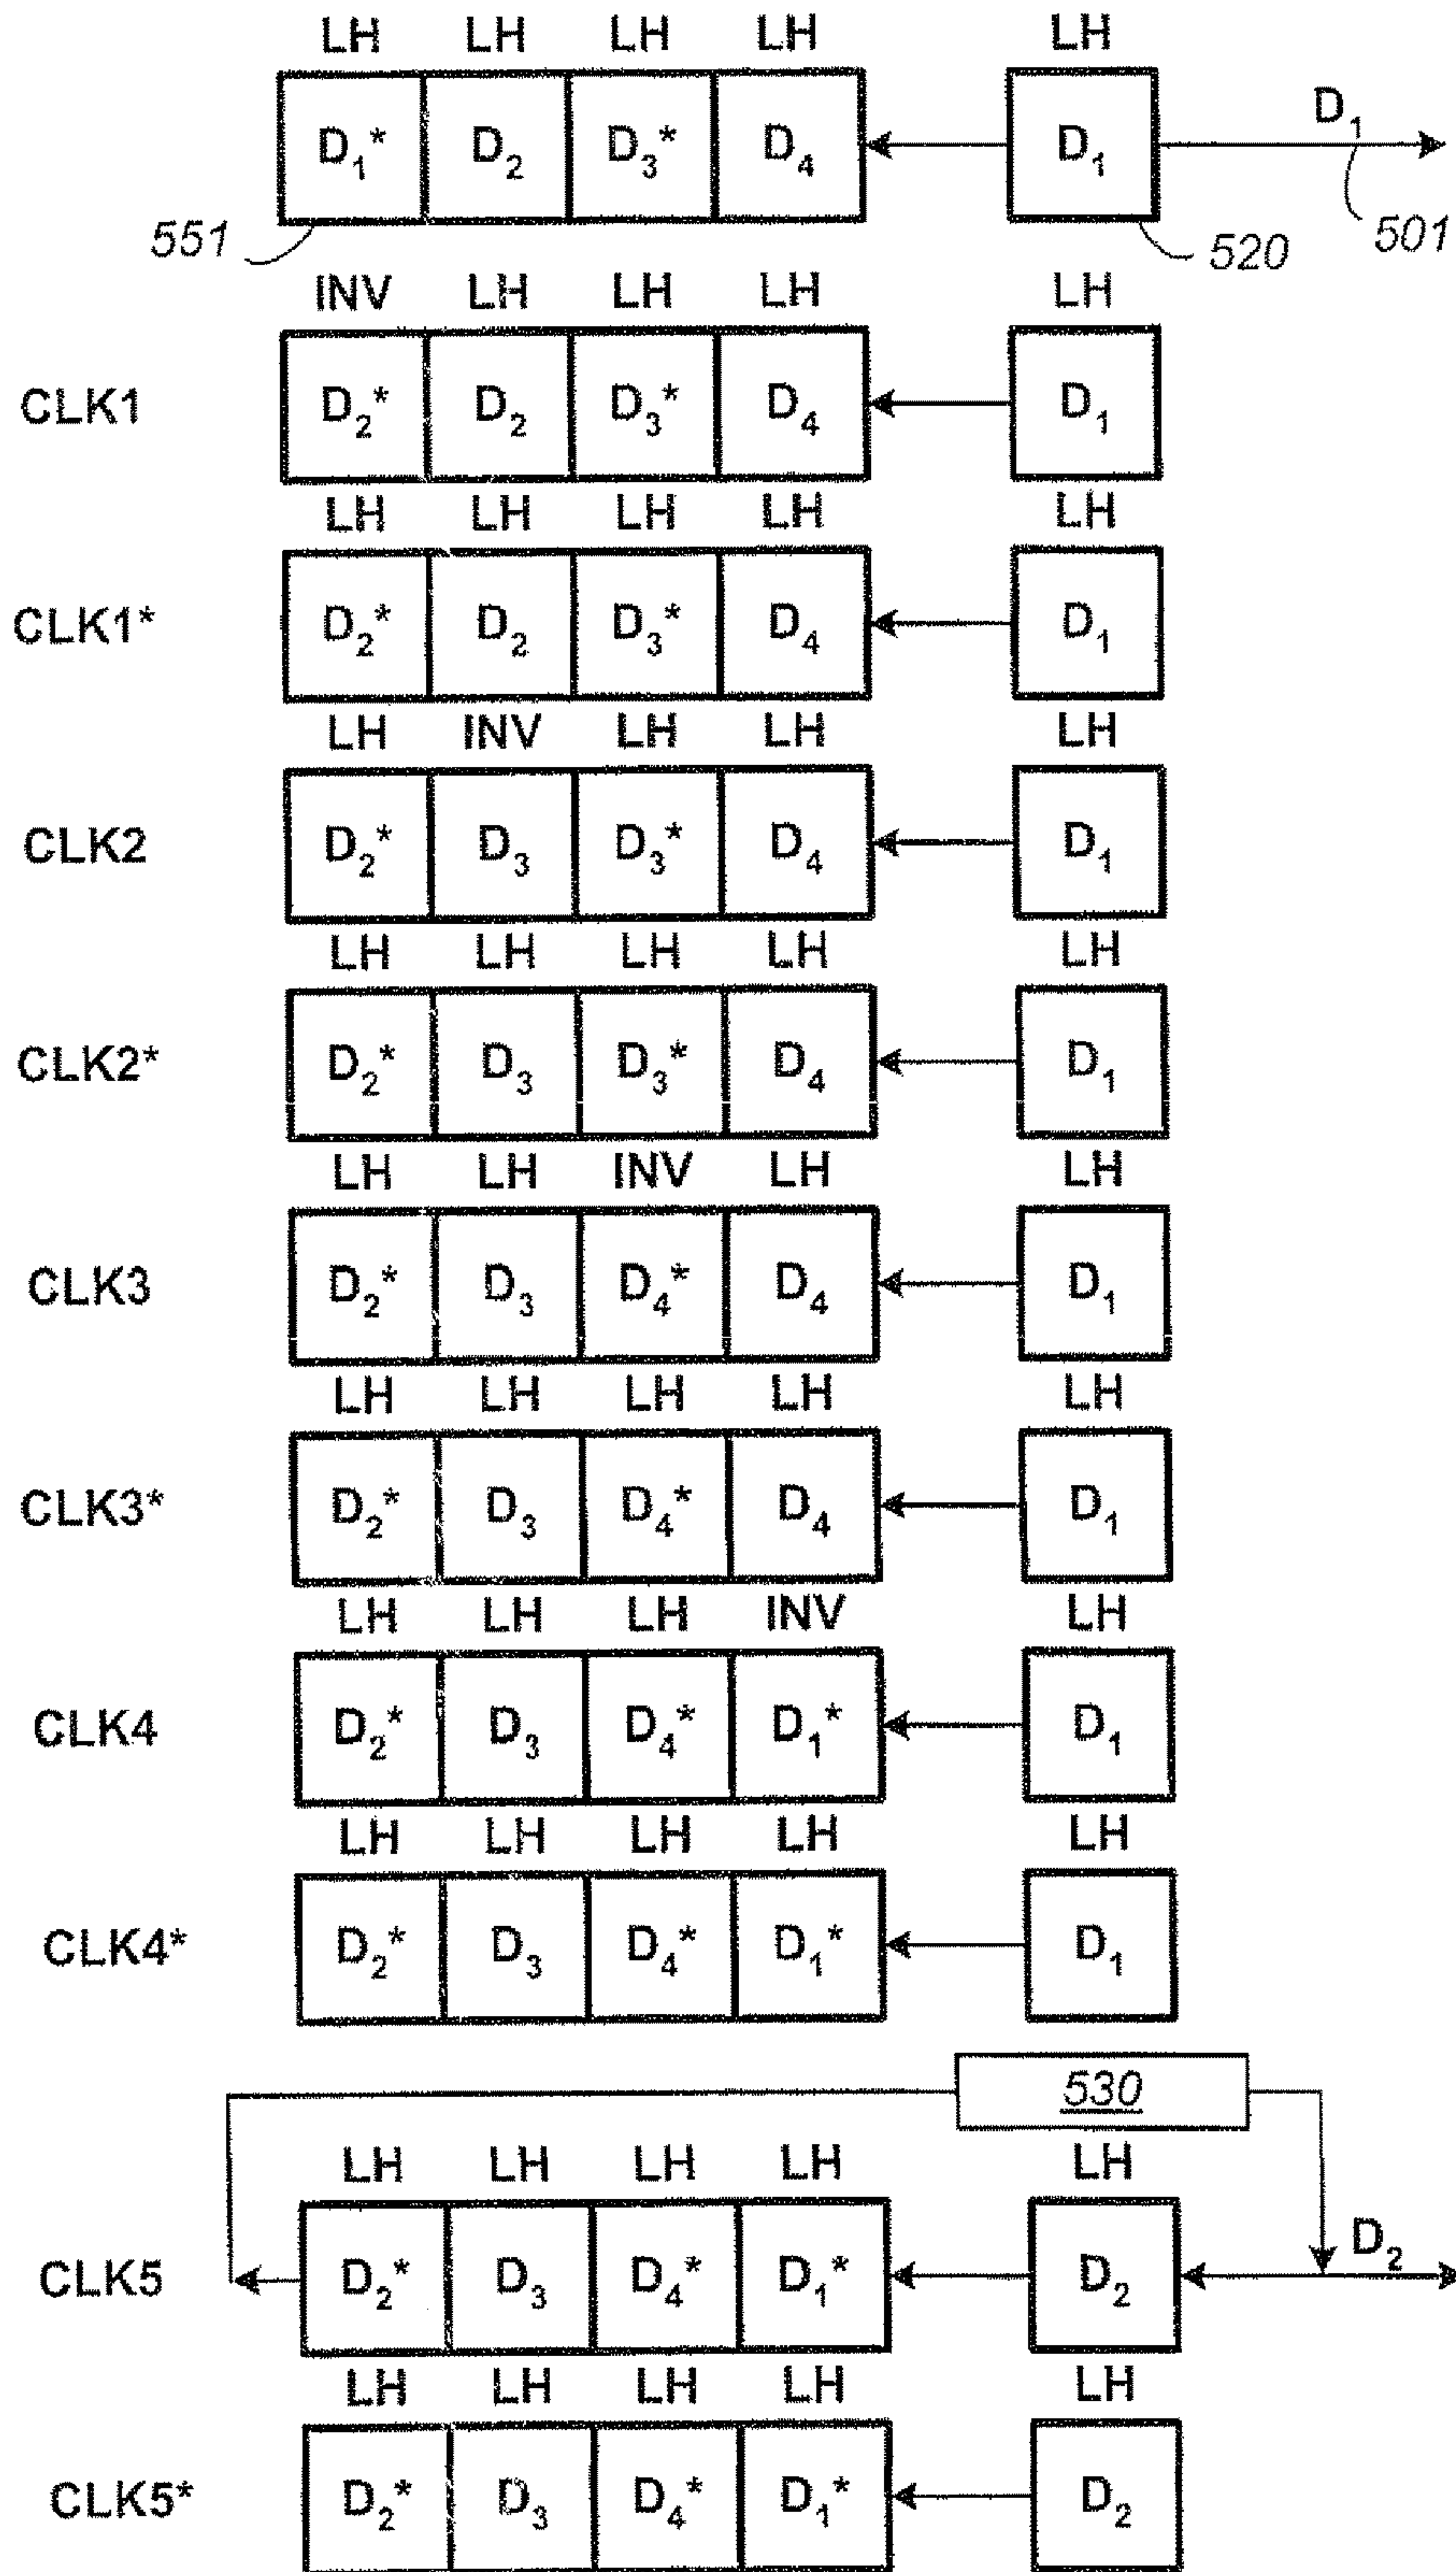 LH LH LH LH LH
D₁* D₂ D₃* D₄ D₁ D₁
551 520 501
INV LH LH LH LH
CLK1 D₂* D₂ D₃* D₄ D₁
LH LH LH LH LH
CLK1* D₂* D₂ D₃* D₄ D₁
LH INV LH LH LH
CLK2 D₂* D₃ D₃* D₄ D₁
LH LH LH LH LH
CLK2* D₂* D₃ D₃* D₄ D₁
LH LH INV LH LH
CLK3 D₂* D₃ D₄* D₄ D₁
LH LH LH LH LH
CLK3* D₂* D₃ D₄* D₄ D₁
LH LH LH INV LH
CLK4 D₂* D₃ D₄* D₁* D₁
LH LH LH LH LH
CLK4* D₂* D₃ D₄* D₁* D₁
530
LH LH LH LH LH
CLK5 D₂* D₃ D₄* D₁* D₂ D₂
LH LH LH LH LH
CLK5* D₂* D₃ D₄* D₁* D₂